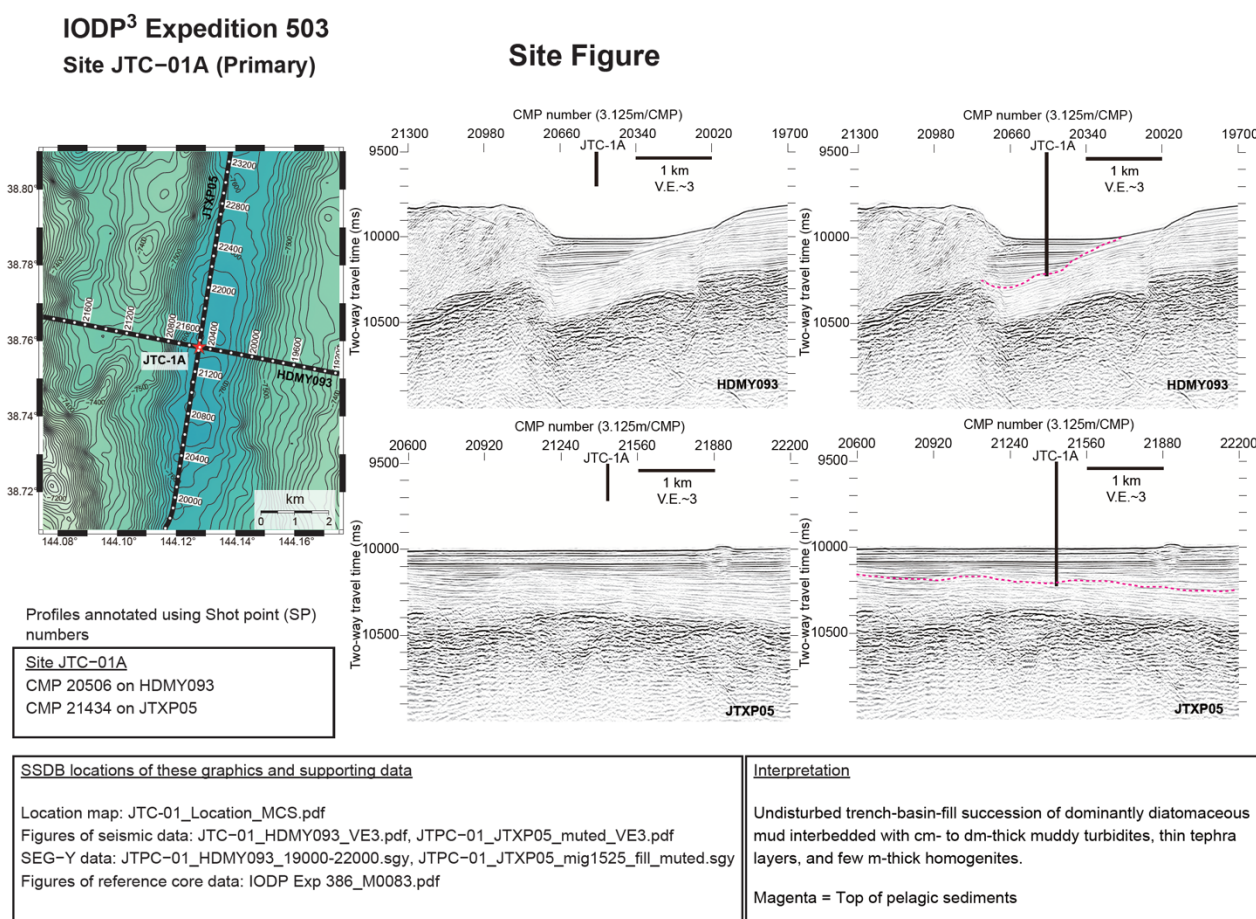 IODP³ Expedition 503
Site JTC−01A (Primary)
Site Figure
38.80°
38.78°
38.76°
38.74°
38.72°
144.08°
144.10°
144.12°
144.14°
144.16°
JTXP05
23200
22800
22400
22000
21600
21200
20800
20400
20000
21600
21200
20800
20400
20000
19600
19200
HDMY093
JTC-1A
−7200
km
0 1 2
CMP number (3.125m/CMP)
21300 20980 20660 20340 20020 19700
JTC-1A
1 km
V.E.~3
Two-way travel time (ms)
9500
10000
10500
HDMY093
CMP number (3.125m/CMP)
21300 20980 20660 20340 20020 19700
JTC-1A
1 km
V.E.~3
Two-way travel time (ms)
9500
10000
10500
HDMY093
CMP number (3.125m/CMP)
20600 20920 21240 21560 21880 22200
JTC-1A
1 km
V.E.~3
Two-way travel time (ms)
9500
10000
10500
JTXP05
CMP number (3.125m/CMP)
20600 20920 21240 21560 21880 22200
JTC-1A
1 km
V.E.~3
Two-way travel time (ms)
9500
10000
10500
JTXP05
Profiles annotated using Shot point (SP)
numbers
Site JTC−01A
CMP 20506 on HDMY093
CMP 21434 on JTXP05
SSDB locations of these graphics and supporting data
Location map: JTC-01_Location_MCS.pdf
Figures of seismic data: JTC−01_HDMY093_VE3.pdf, JTPC−01_JTXP05_muted_VE3.pdf
SEG−Y data: JTPC−01_HDMY093_19000-22000.sgy, JTPC−01_JTXP05_mig1525_fill_muted.sgy
Figures of reference core data: IODP Exp 386_M0083.pdf
Interpretation
Undisturbed trench-basin-fill succession of dominantly diatomaceous
mud interbedded with cm- to dm-thick muddy turbidites, thin tephra
layers, and few m-thick homogenites.
Magenta = Top of pelagic sediments